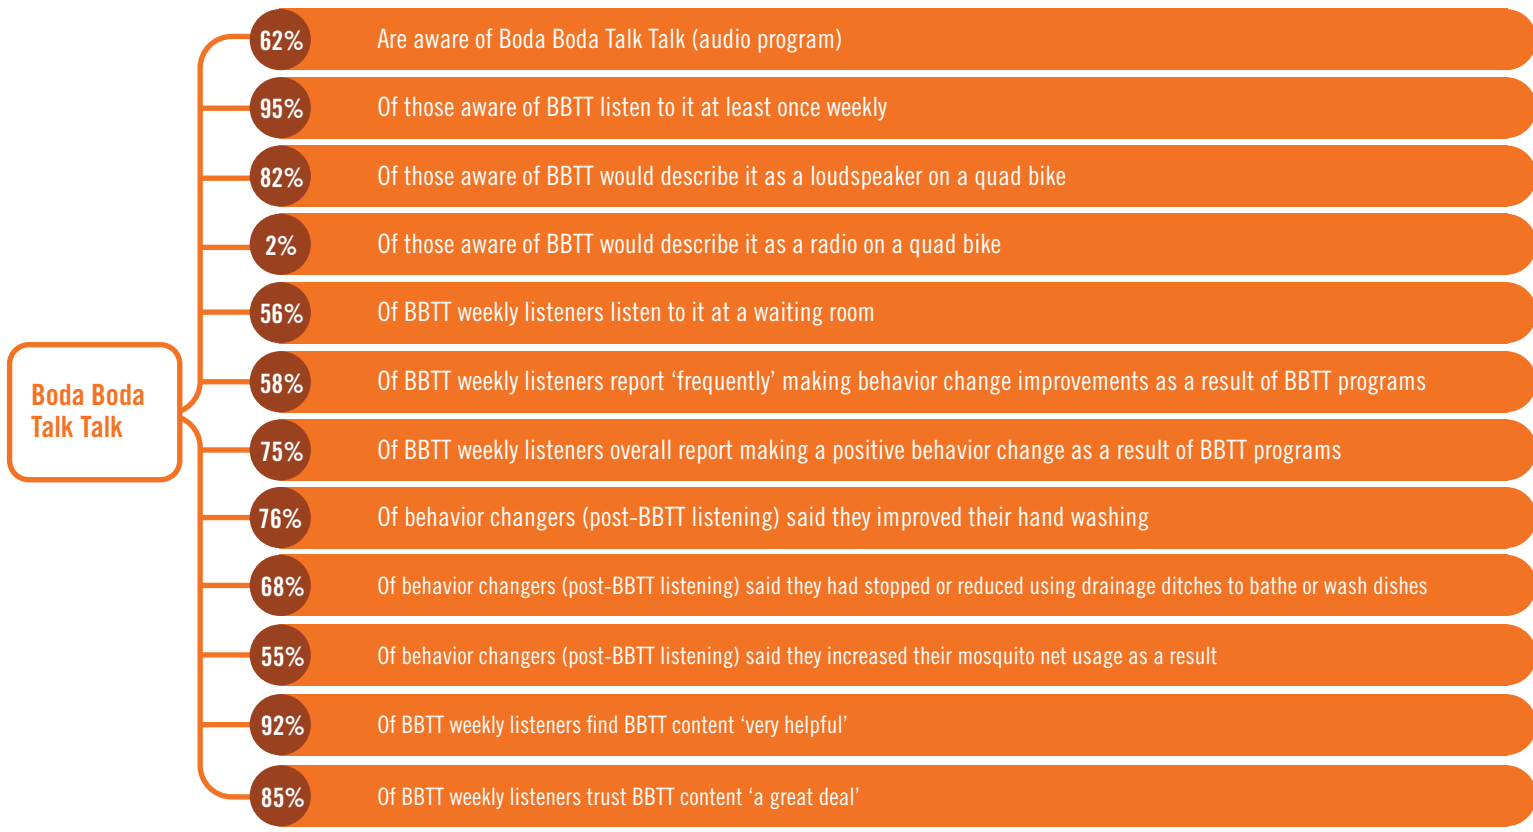 Boda Boda
Talk Talk
62% Are aware of Boda Boda Talk Talk (audio program)
95% Of those aware of BBTT listen to it at least once weekly
82% Of those aware of BBTT would describe it as a loudspeaker on a quad bike
2% Of those aware of BBTT would describe it as a radio on a quad bike
56% Of BBTT weekly listeners listen to it at a waiting room
58% Of BBTT weekly listeners report ‘frequently’ making behavior change improvements as a result of BBTT programs
75% Of BBTT weekly listeners overall report making a positive behavior change as a result of BBTT programs
76% Of behavior changers (post-BBTT listening) said they improved their hand washing
68% Of behavior changers (post-BBTT listening) said they had stopped or reduced using drainage ditches to bathe or wash dishes
55% Of behavior changers (post-BBTT listening) said they increased their mosquito net usage as a result
92% Of BBTT weekly listeners find BBTT content ‘very helpful’
85% Of BBTT weekly listeners trust BBTT content ‘a great deal’